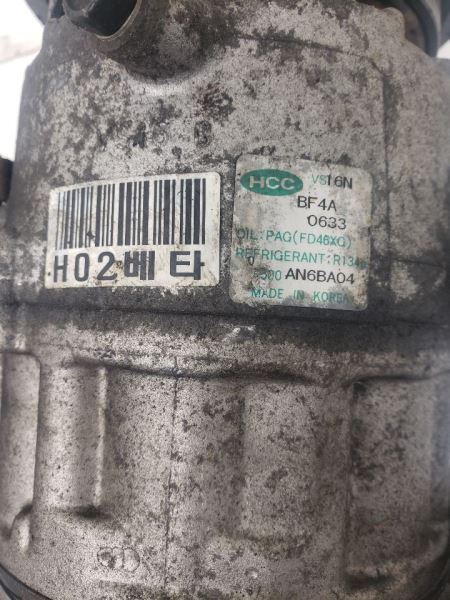 HCC VS16N
BF4A
0633
OIL:PAG(FD46XG)
REFRIGERANT:R134a
AN6BA04
MADE IN KOREA
H02베타